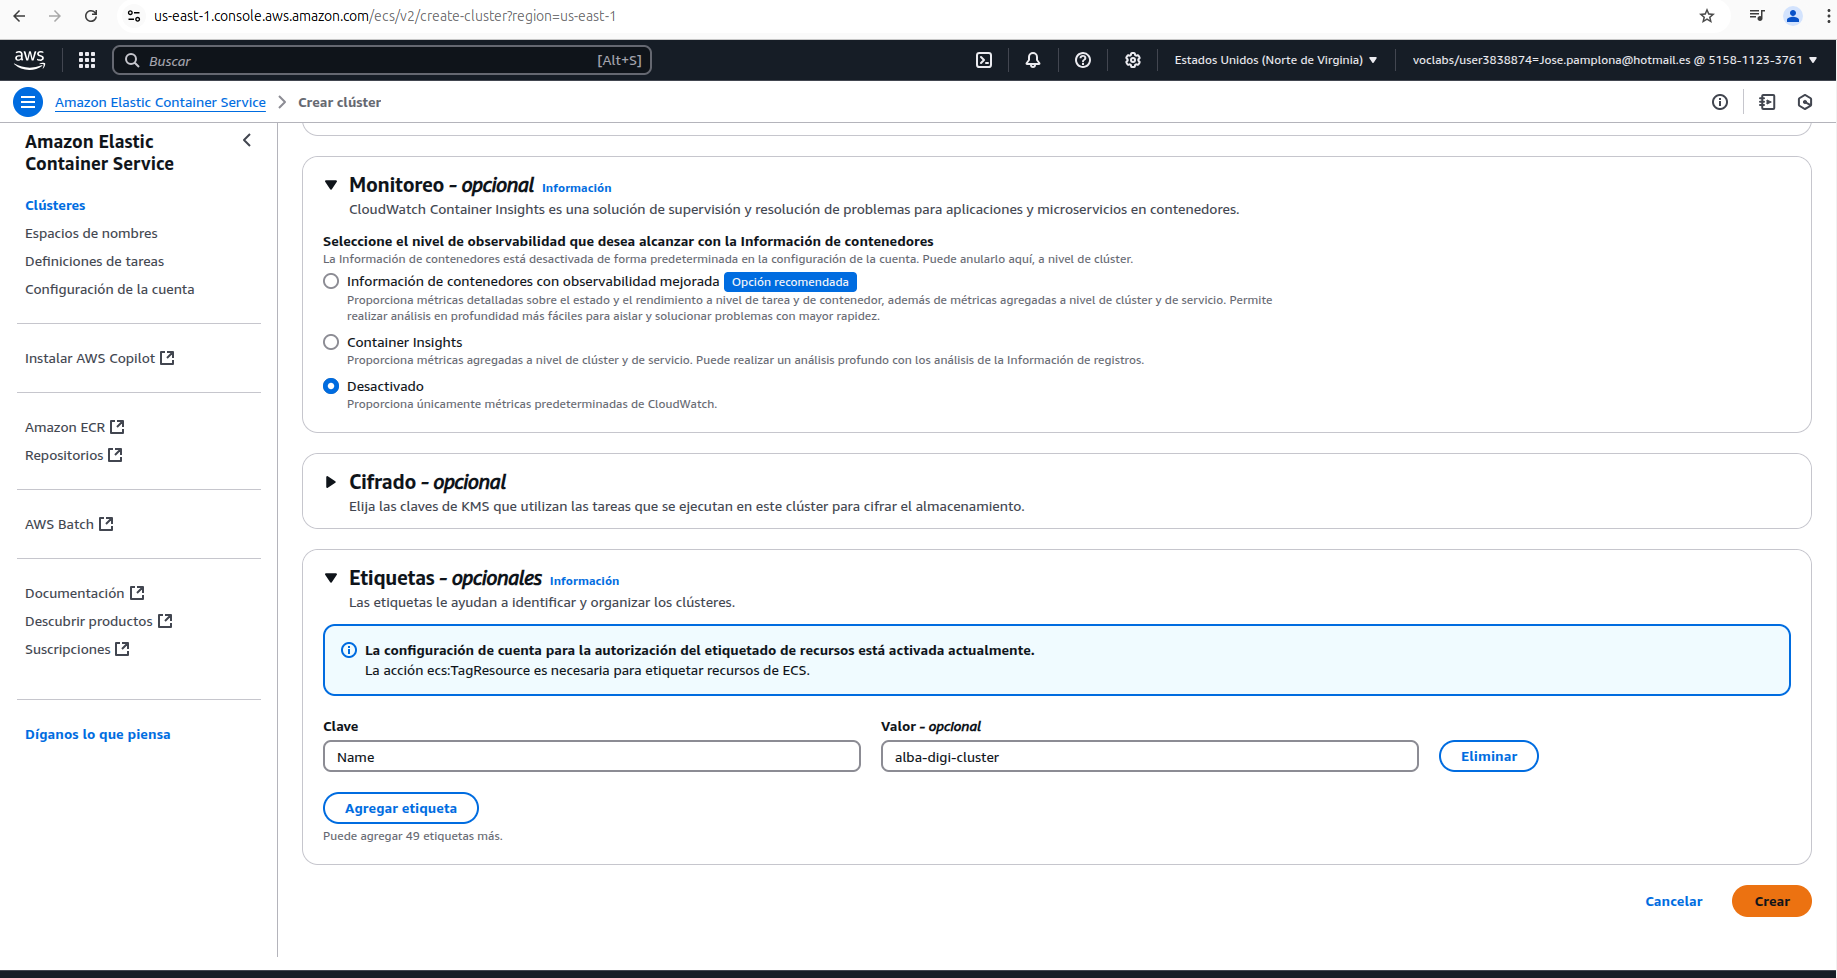 us-east-1.console.aws.amazon.com/ecs/v2/create-cluster?region=us-east-1
aws
Buscar
[Alt+S]
Estados Unidos (Norte de Virginia)
voclabs/user3838874=Jose.pamplona@hotmail.es @ 5158-1123-3761
Amazon Elastic Container Service
Crear clúster
Amazon Elastic
Container Service
Clústeres
Espacios de nombres
Definiciones de tareas
Configuración de la cuenta
Instalar AWS Copilot
Amazon ECR
Repositorios
AWS Batch
Documentación
Descubrir productos
Suscripciones
Díganos lo que piensa
Monitoreo - opcional Información
CloudWatch Container Insights es una solución de supervisión y resolución de problemas para aplicaciones y microservicios en contenedores.
Seleccione el nivel de observabilidad que desea alcanzar con la Información de contenedores
La Información de contenedores está desactivada de forma predeterminada en la configuración de la cuenta. Puede anularlo aquí, a nivel de clúster.
Información de contenedores con observabilidad mejorada Opción recomendada
Proporciona métricas detalladas sobre el estado y el rendimiento a nivel de tarea y de contenedor, además de métricas agregadas a nivel de clúster y de servicio. Permite
realizar análisis en profundidad más fáciles para aislar y solucionar problemas con mayor rapidez.
Container Insights
Proporciona métricas agregadas a nivel de clúster y de servicio. Puede realizar un análisis profundo con los análisis de la Información de registros.
Desactivado
Proporciona únicamente métricas predeterminadas de CloudWatch.
Cifrado - opcional
Elija las claves de KMS que utilizan las tareas que se ejecutan en este clúster para cifrar el almacenamiento.
Etiquetas - opcionales Información
Las etiquetas le ayudan a identificar y organizar los clústeres.
La configuración de cuenta para la autorización del etiquetado de recursos está activada actualmente.
La acción ecs:TagResource es necesaria para etiquetar recursos de ECS.
Clave
Valor - opcional
Name
alba-digi-cluster
Eliminar
Agregar etiqueta
Puede agregar 49 etiquetas más.
Cancelar
Crear